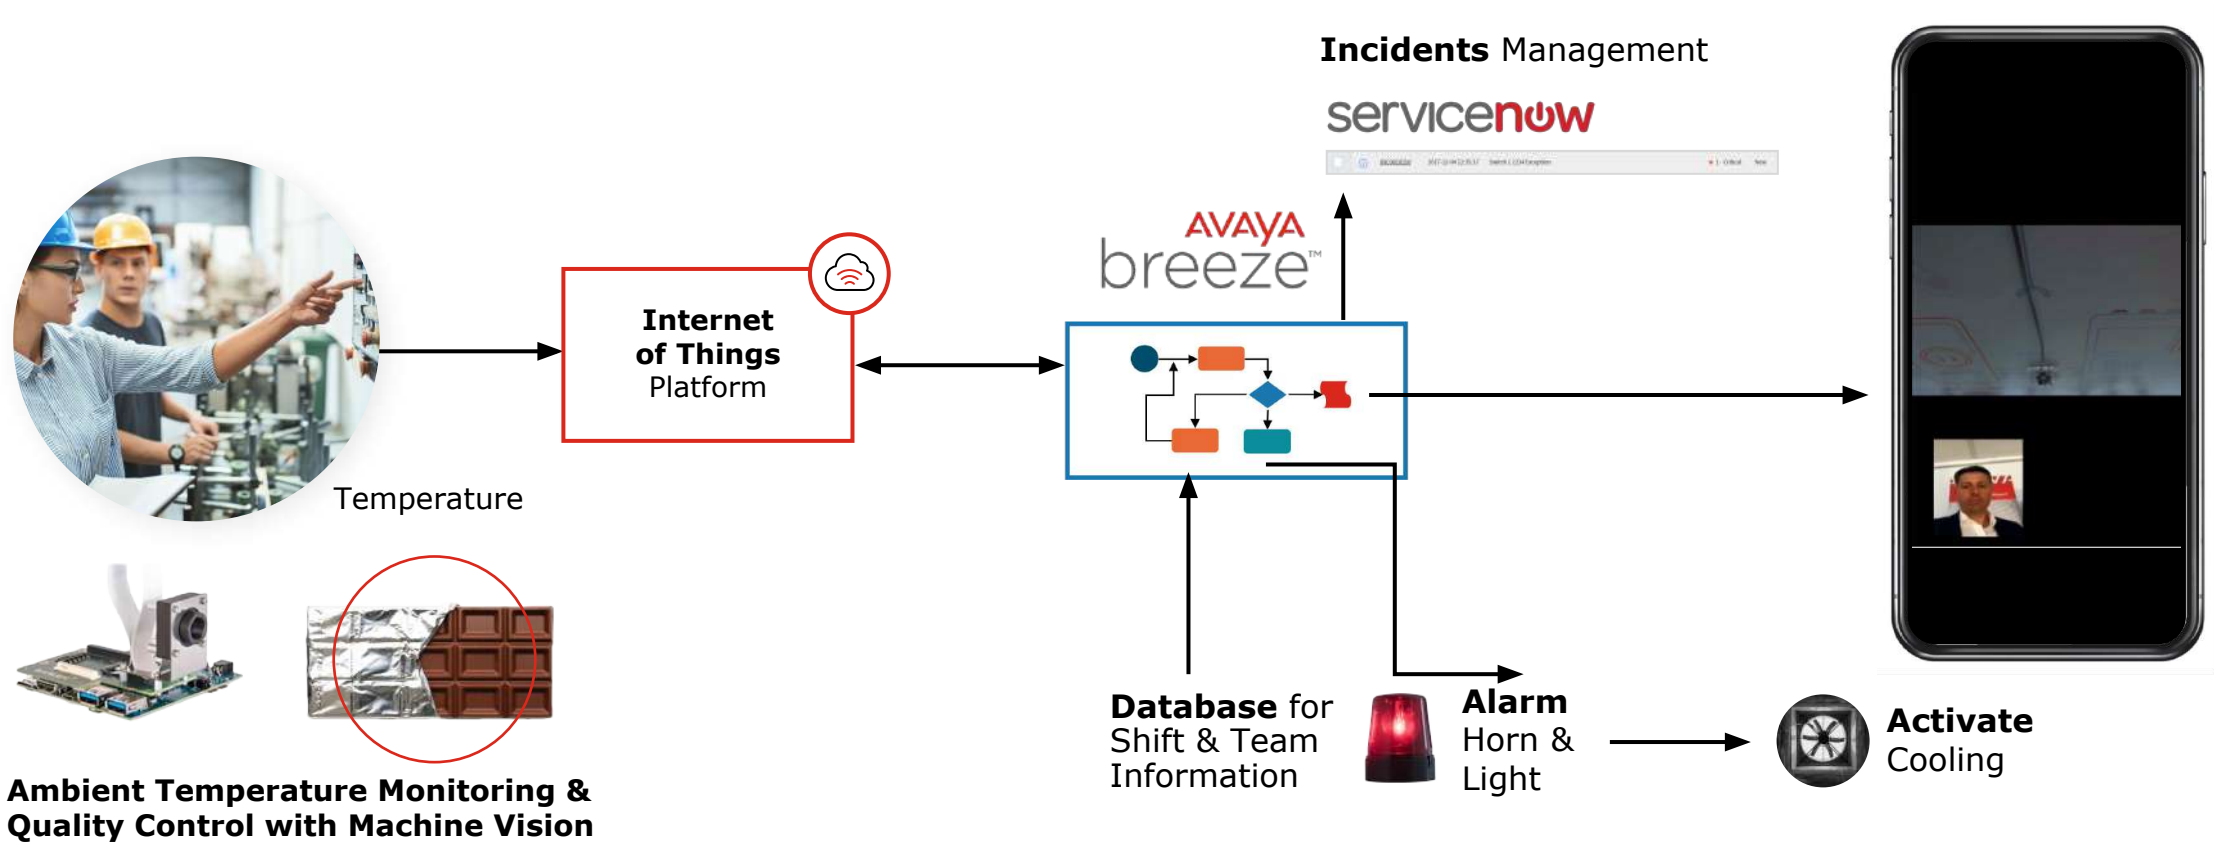 Incidents Management
servicenow
AVAYA
breeze™
Internet
of Things
Platform
Temperature
Database for
Shift & Team
Information
Alarm
Horn &
Light
Activate
Cooling
Ambient Temperature Monitoring &
Quality Control with Machine Vision